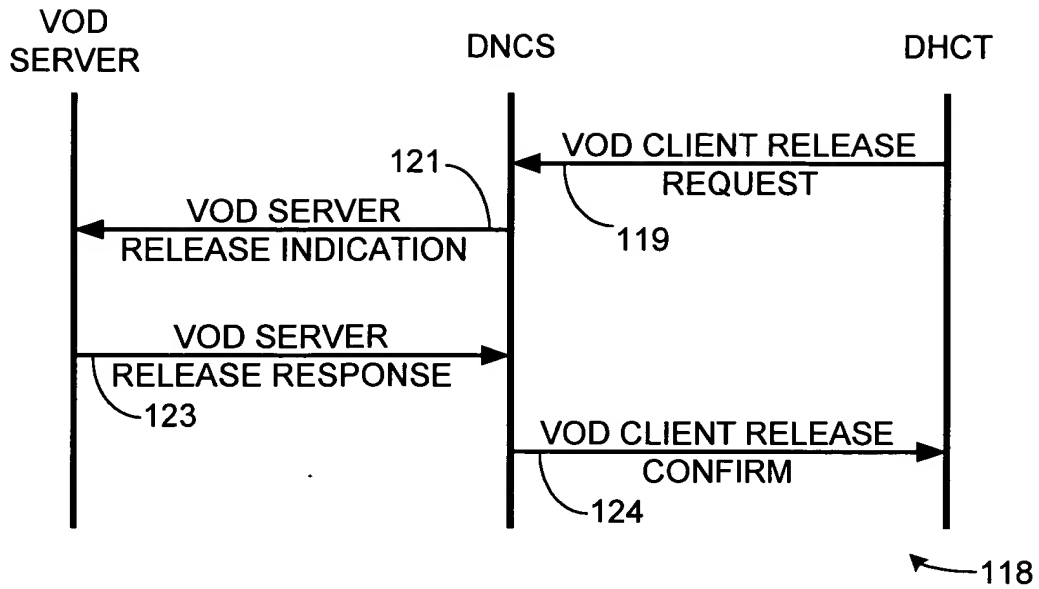 VOD
SERVER
DNCS
DHCT
VOD CLIENT RELEASE
REQUEST
119
121
VOD SERVER
RELEASE INDICATION
VOD SERVER
RELEASE RESPONSE
123
VOD CLIENT RELEASE
CONFIRM
124
118